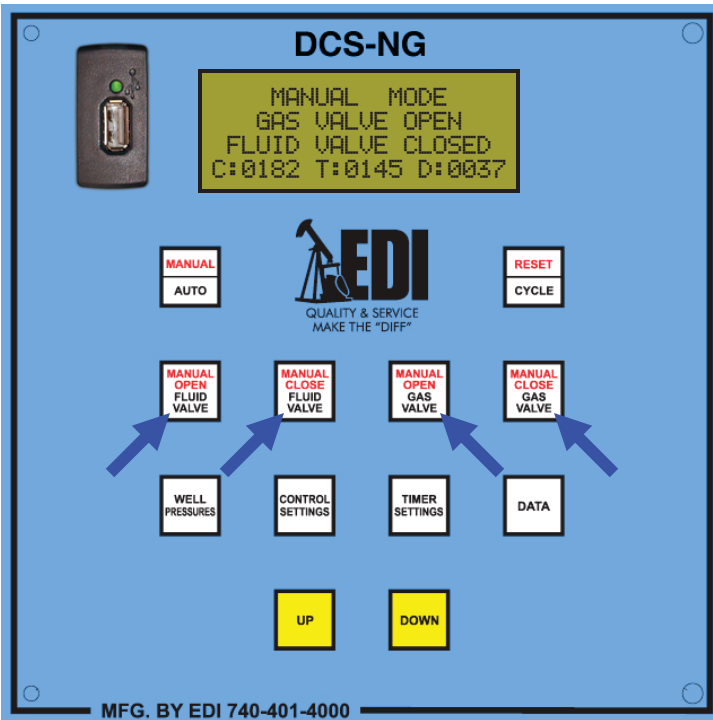 DCS-NG
MANUAL MODE
GAS VALVE OPEN
FLUID VALVE CLOSED
C:0182 T:0145 D:0037
EDI
QUALITY & SERVICE
MAKE THE "DIFF"
MANUAL
AUTO
RESET
CYCLE
MANUAL
OPEN
FLUID
VALVE
MANUAL
CLOSE
FLUID
VALVE
MANUAL
OPEN
GAS
VALVE
MANUAL
CLOSE
GAS
VALVE
WELL
PRESSURES
CONTROL
SETTINGS
TIMER
SETTINGS
DATA
UP
DOWN
MFG. BY EDI 740-401-4000